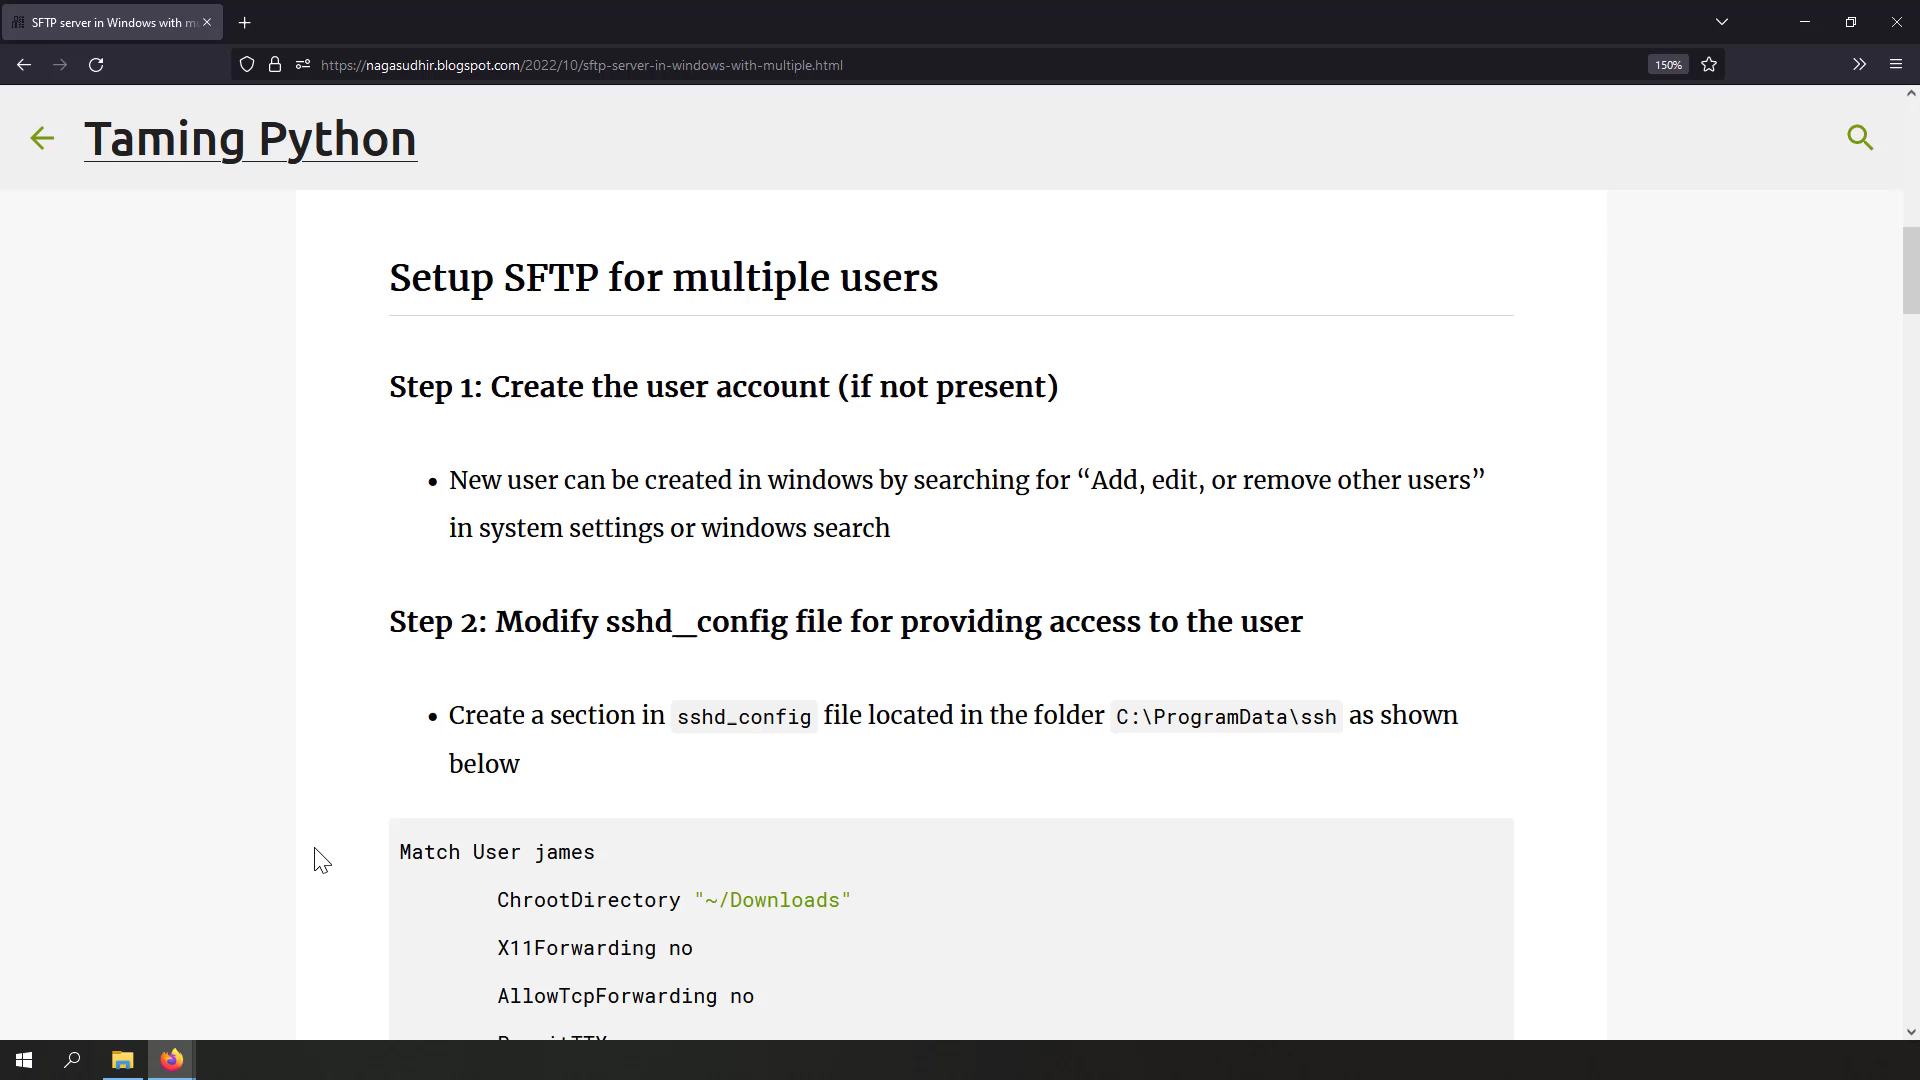 SFTP server in Windows with mu
https://nagasudhir.blogspot.com/2022/10/sftp-server-in-windows-with-multiple.html
150%
Taming Python
Setup SFTP for multiple users
Step 1: Create the user account (if not present)
• New user can be created in windows by searching for “Add, edit, or remove other users”
in system settings or windows search
Step 2: Modify sshd_config file for providing access to the user
• Create a section in sshd_config file located in the folder C:\ProgramData\ssh as shown
below
Match User james
ChrootDirectory "~/Downloads"
X11Forwarding no
AllowTcpForwarding no